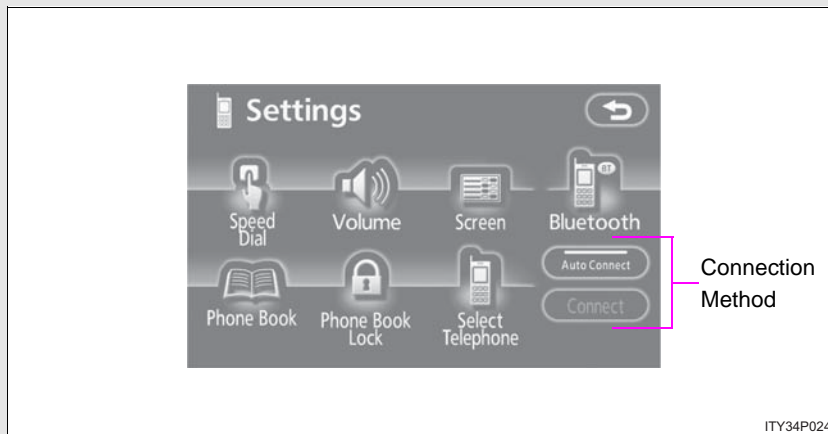 Settings
Speed
Dial
Volume
Screen
BT
Bluetooth
Auto Connect
Connect
Phone Book
Phone Book
Lock
Select
Telephone
Connection
Method
ITY34P024